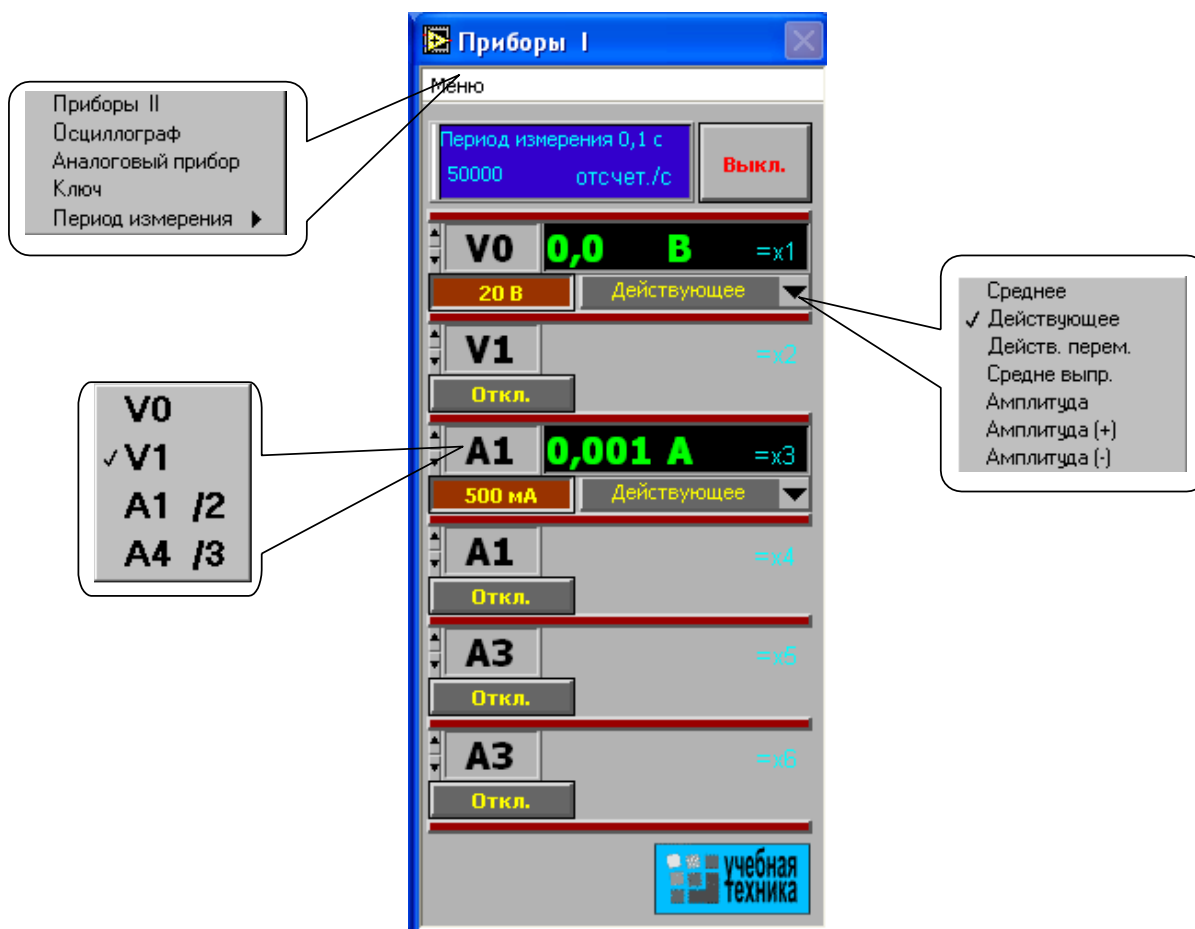 Приборы I
Меню
Приборы II
Осциллограф
Аналоговый прибор
Ключ
Период измерения
Период измерения 0,1 с
50000 отсчет./с
Выкл.
V0 0,0 В =x1
20 В Действующее
Среднее
✓ Действующее
Действ. перем.
Средне выпр.
Амплитуда
Амплитуда (+)
Амплитуда (-)
V1 =x2
Откл.
V0
✓ V1
A1 /2
A4 /3
A1 0,001 A =x3
500 мА Действующее
A1 =x4
Откл.
A3 =x5
Откл.
A3 =x6
Откл.
учебная
техника